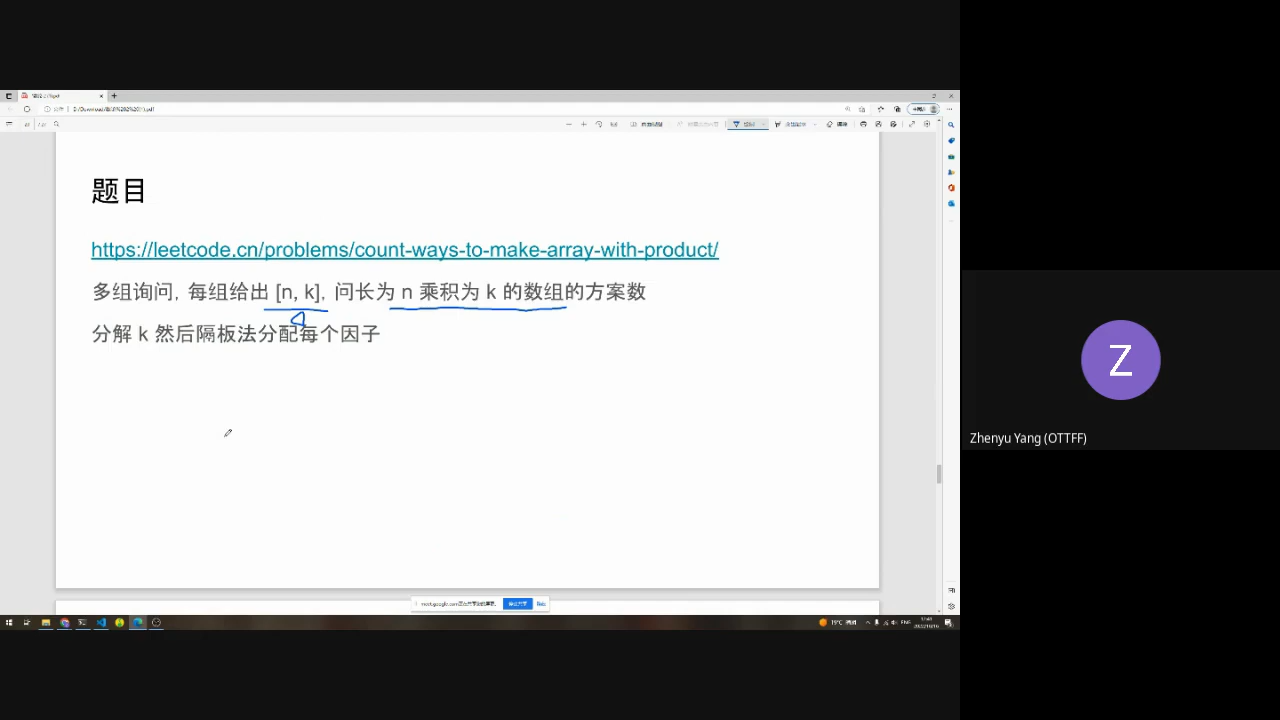 题目
https://leetcode.cn/problems/count-ways-to-make-array-with-product/
多组询问, 每组给出 [n, k], 问长为 n 乘积为 k 的数组的方案数
分解 k 然后隔板法分配每个因子
Z
Zhenyu Yang (OTTFF)
19°C
ENG